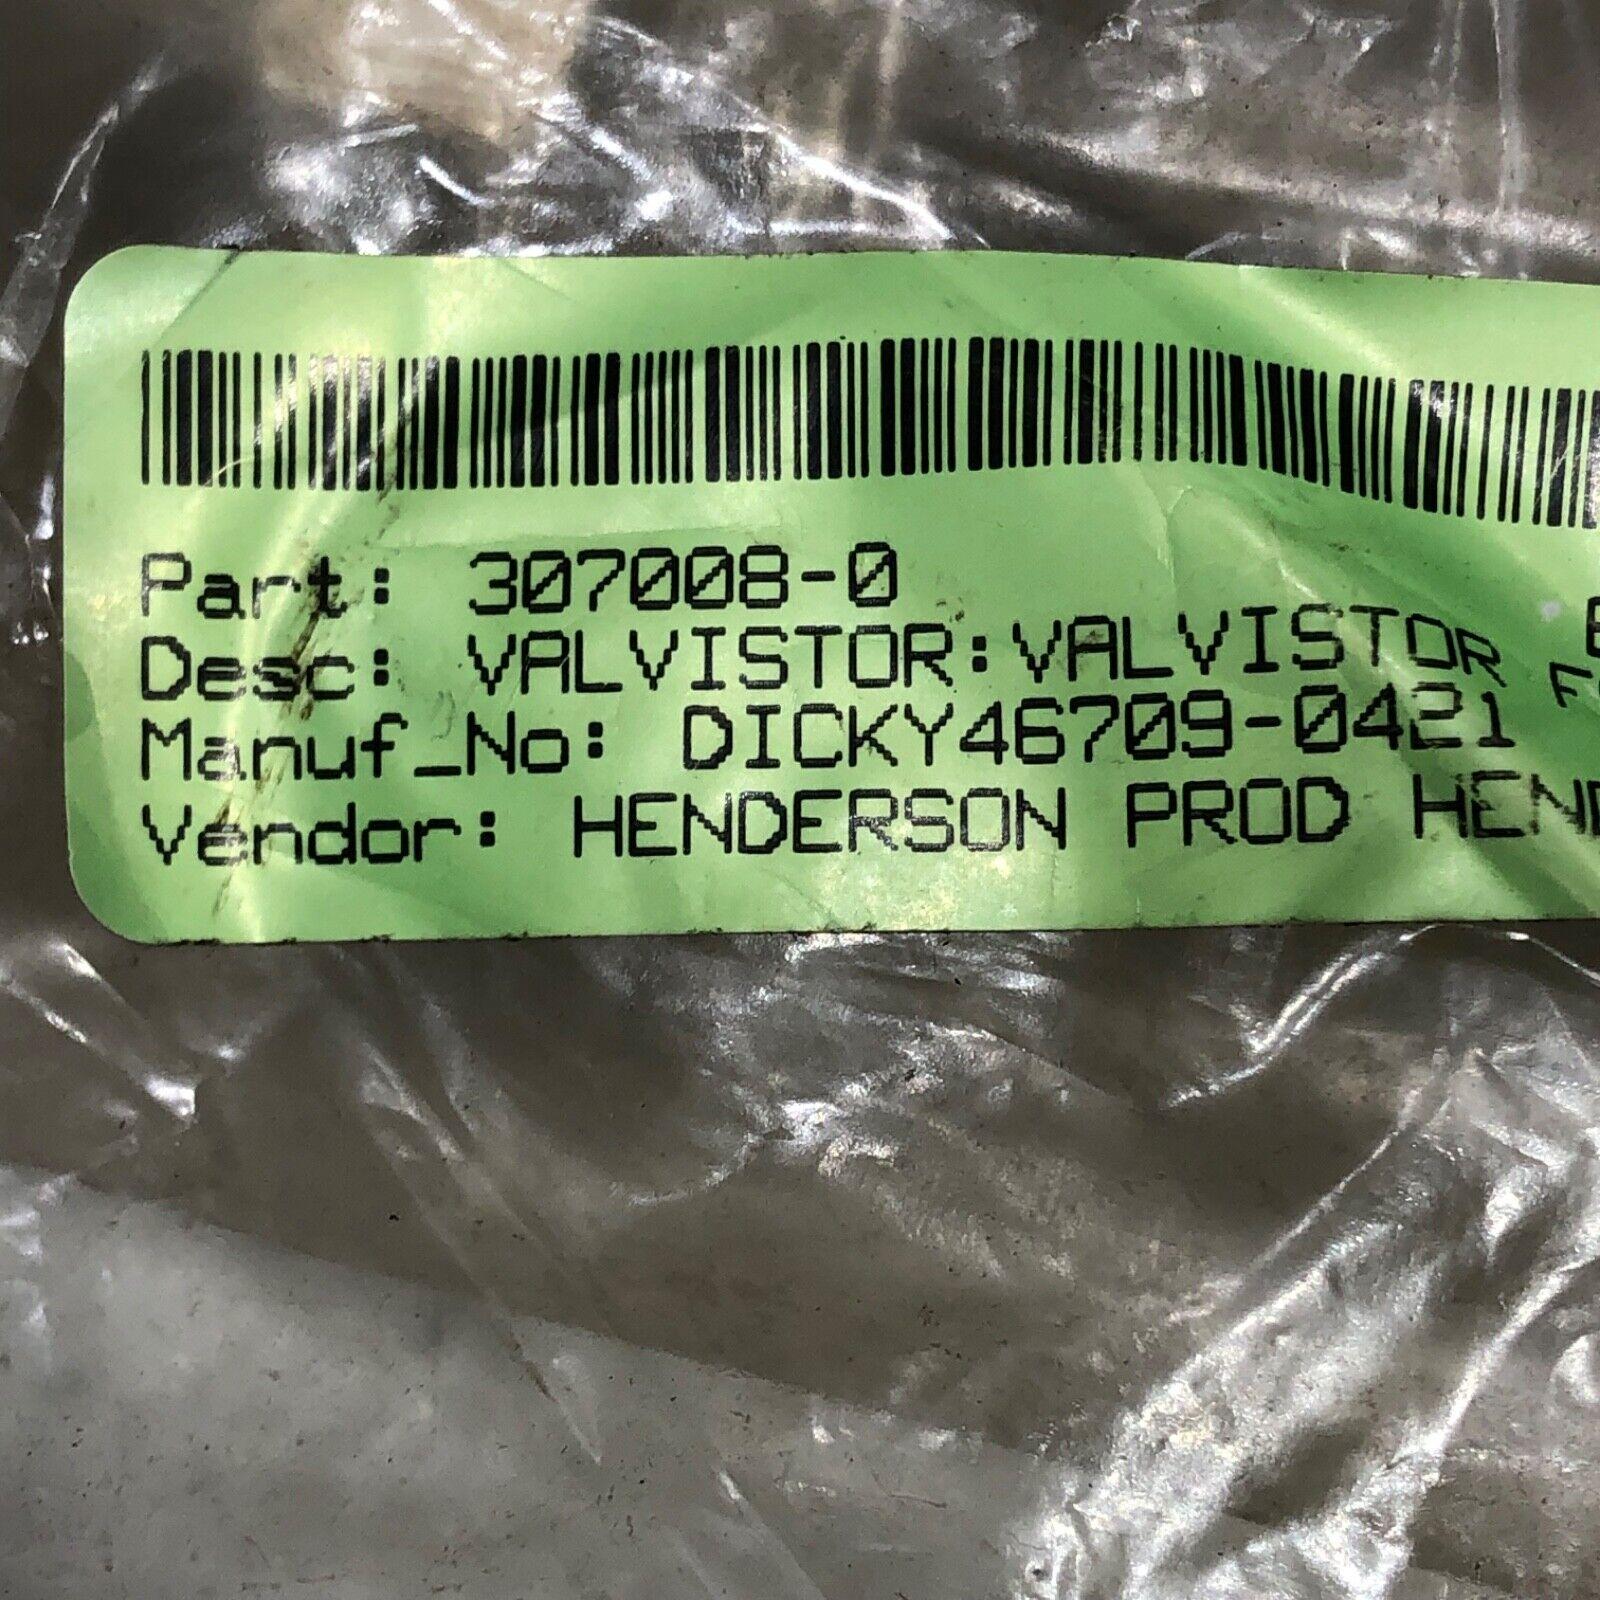 Part: 307008-0
Desc: VALVISTOR:VALVISTOR
Manuf_No: DICKY46709-0421
Vendor: HENDERSON PROD